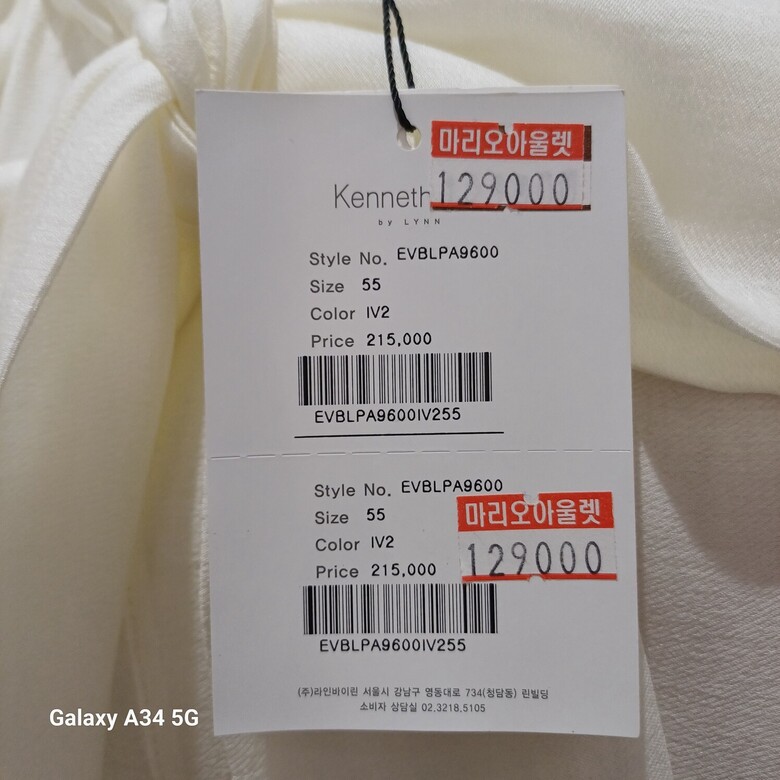 마리오아울렛
129000
Kenneth
by LYNN
Style No. EVBLPA9600
Size 55
Color IV2
Price 215,000
EVBLPA9600IV255
Style No. EVBLPA9600
Size 55
마리오아울렛
Color IV2
129000
Price 215,000
EVBLPA9600IV255
(주)라인바이린 서울시 강남구 영동대로 734(청담동) 린빌딩
소비자 상담실 02.3218.5105
Galaxy A34 5G